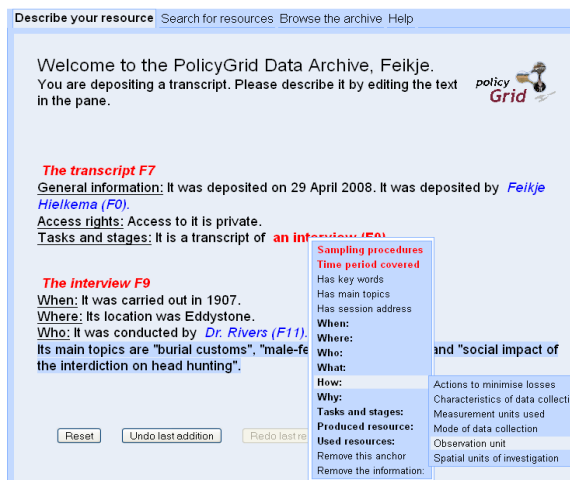 Describe your resource Search for resources Browse the archive Help
Welcome to the PolicyGrid Data Archive, Feikje.
You are depositing a transcript. Please describe it by editing the text
in the pane.
policy
Grid
The transcript F7
General information: It was deposited on 29 April 2008. It was deposited by Feikje
Hielkema (F0).
Access rights: Access to it is private.
Tasks and stages: It is a transcript of an interview (F9)
The interview F9
When: It was carried out in 1907.
Where: Its location was Eddystone.
Who: It was conducted by Dr. Rivers (F11).
Its main topics are "burial customs", "male-fe and "social impact of
the interdiction on head hunting".
Reset Undo last addition Redo last re
Sampling procedures
Time period covered
Has key words
Has main topics
Has session address
When:
Where:
Who:
What:
How:
Why:
Tasks and stages:
Produced resource:
Used resources:
Remove this anchor
Remove the information:
Actions to minimise losses
Characteristics of data collecti
Measurement units used
Mode of data collection
Observation unit
Spatial units of investigation